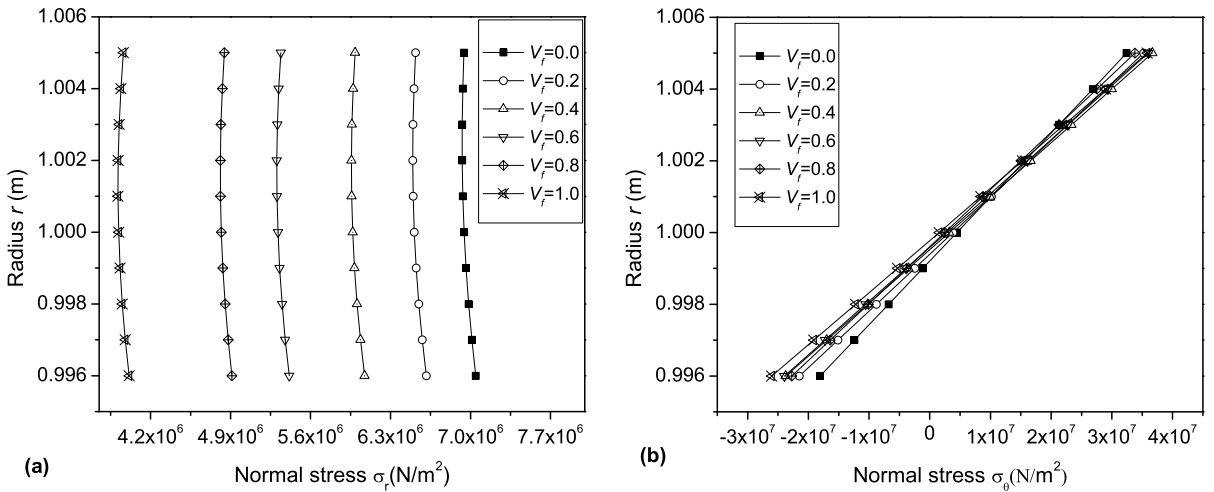 1.006
1.004
1.002
1.000
0.998
0.996
Radius r (m)
V_f=0.0
V_f=0.2
V_f=0.4
V_f=0.6
V_f=0.8
V_f=1.0
4.2x10^6
4.9x10^6
5.6x10^6
6.3x10^6
7.0x10^6
7.7x10^6
(a)
Normal stress σ_r(N/m^2)
1.006
1.004
1.002
1.000
0.998
0.996
Radius r (m)
V_f=0.0
V_f=0.2
V_f=0.4
V_f=0.6
V_f=0.8
V_f=1.0
-3x10^7
-2x10^7
-1x10^7
0
1x10^7
2x10^7
3x10^7
4x10^7
(b)
Normal stress σ_θ(N/m^2)